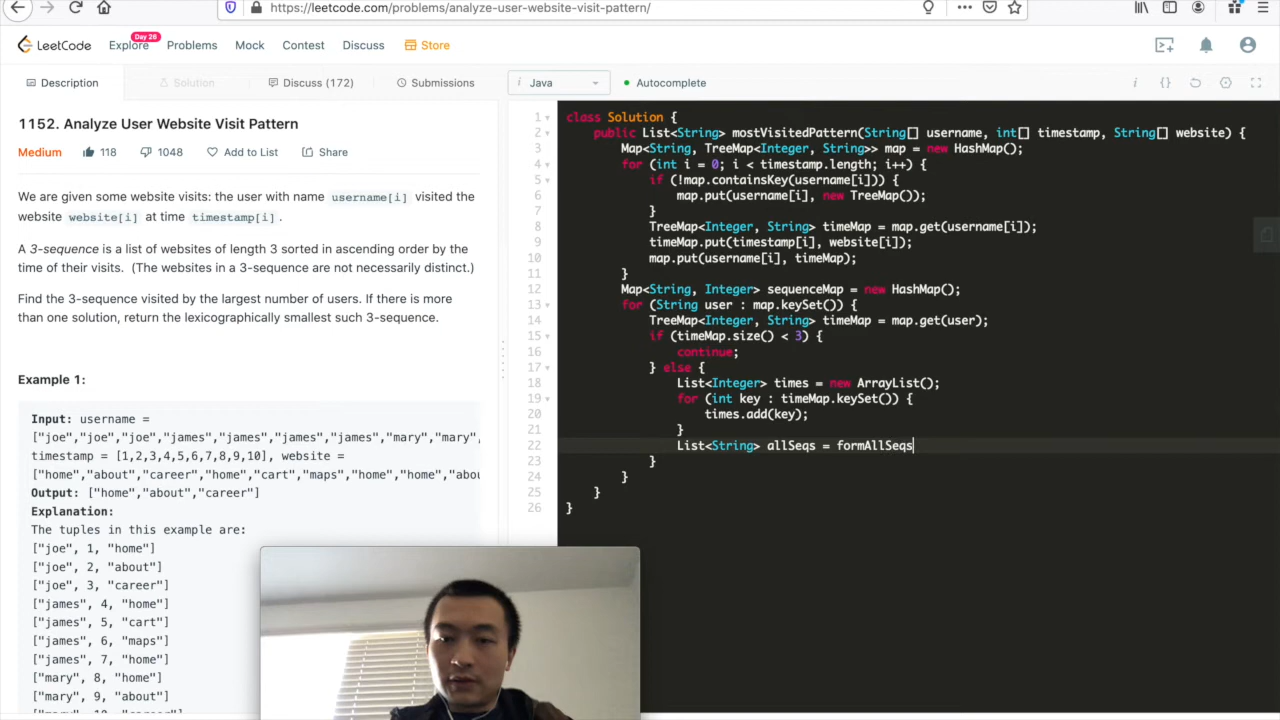 https://leetcode.com/problems/analyze-user-website-visit-pattern/
LeetCode
Explore
Day 26
Problems
Mock
Contest
Discuss
Store
Description
Solution
Discuss (172)
Submissions
Java
Autocomplete
1152. Analyze User Website Visit Pattern
Medium
118
1048
Add to List
Share
We are given some website visits: the user with name username[i] visited the
website website[i] at time timestamp[i].
A 3-sequence is a list of websites of length 3 sorted in ascending order by the
time of their visits. (The websites in a 3-sequence are not necessarily distinct.)
Find the 3-sequence visited by the largest number of users. If there is more
than one solution, return the lexicographically smallest such 3-sequence.
Example 1:
Input: username =
["joe","joe","joe","james","james","james","james","mary","mary",
timestamp = [1,2,3,4,5,6,7,8,9,10], website =
["home","about","career","home","cart","maps","home","home","abou
Output: ["home","about","career"]
Explanation:
The tuples in this example are:
["joe", 1, "home"]
["joe", 2, "about"]
["joe", 3, "career"]
["james", 4, "home"]
["james", 5, "cart"]
["james", 6, "maps"]
["james", 7, "home"]
["mary", 8, "home"]
["mary", 9, "about"]
["mary", 10, "career"]
1 class Solution {
2 public List<String> mostVisitedPattern(String[] username, int[] timestamp, String[] website) {
3 Map<String, TreeMap<Integer, String>> map = new HashMap();
4 for (int i = 0; i < timestamp.length; i++) {
5 if (!map.containsKey(username[i])) {
6 map.put(username[i], new TreeMap());
7 }
8 TreeMap<Integer, String> timeMap = map.get(username[i]);
9 timeMap.put(timestamp[i], website[i]);
10 map.put(username[i], timeMap);
11 }
12 Map<String, Integer> sequenceMap = new HashMap();
13 for (String user : map.keySet()) {
14 TreeMap<Integer, String> timeMap = map.get(user);
15 if (timeMap.size() < 3) {
16 continue;
17 } else {
18 List<Integer> times = new ArrayList();
19 for (int key : timeMap.keySet()) {
20 times.add(key);
21 }
22 List<String> allSeqs = formAllSeqs
23 }
24 }
25 }
26 }